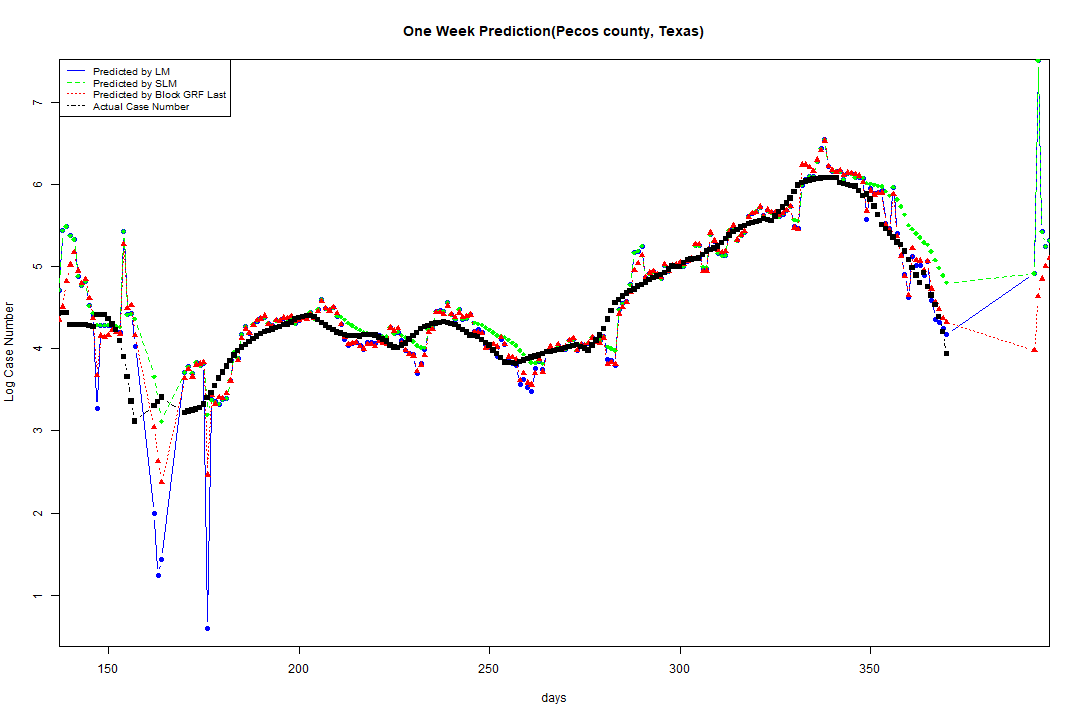 One Week Prediction(Pecos county, Texas)
Predicted by LM
Predicted by SLM
Predicted by Block GRF Last
Actual Case Number
7
6
5
4
3
2
1
Log Case Number
150 200 250 300 350
days